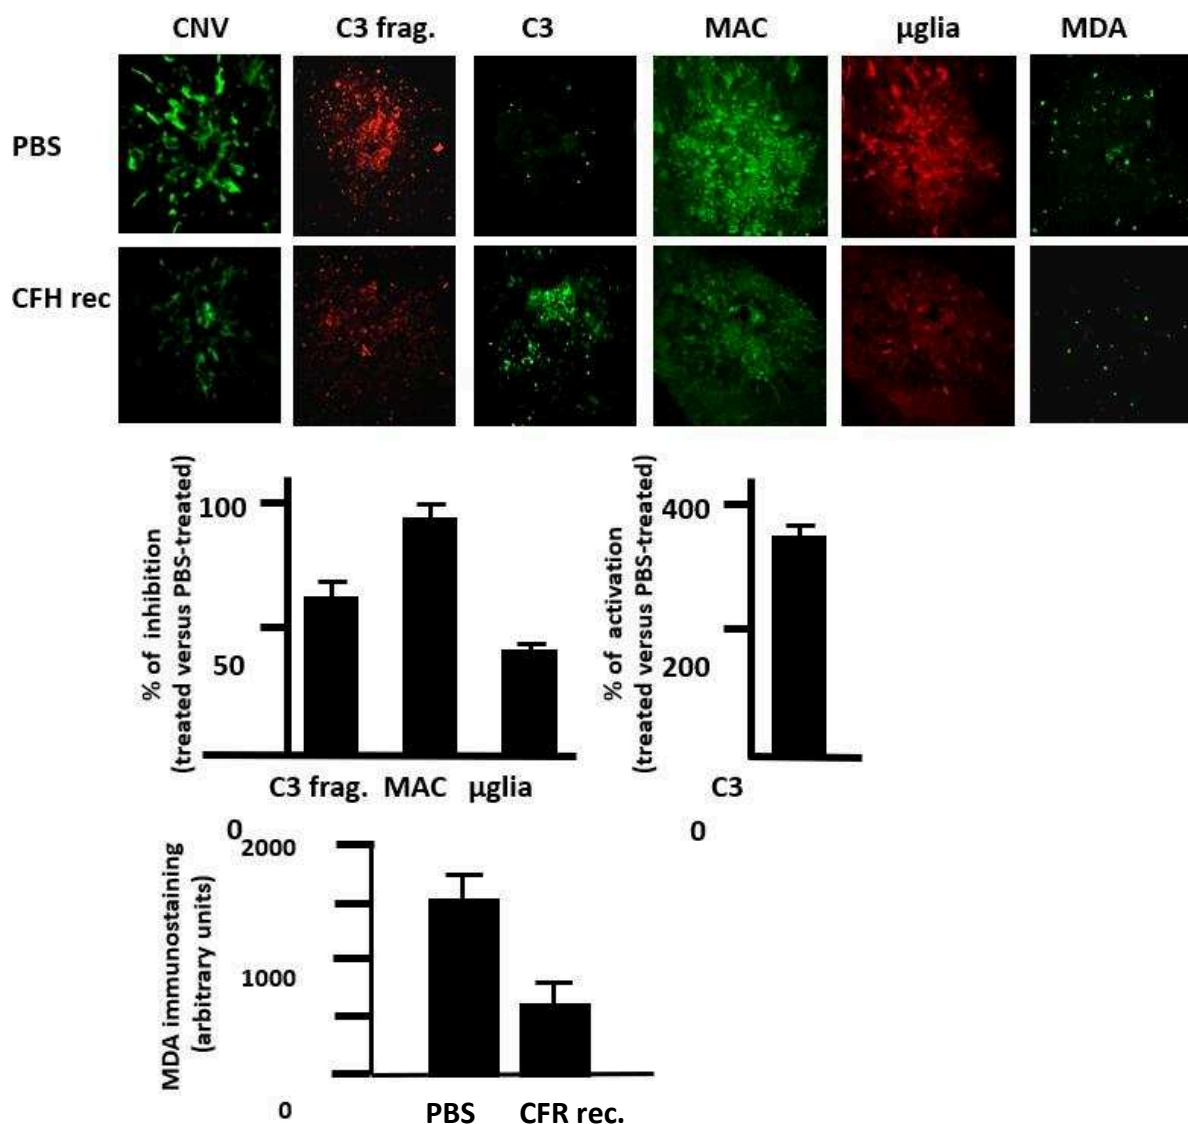 CNV C3 frag. C3 MAC µglia MDA
PBS
CFH rec
% of inhibition
(treated versus PBS-treated)
100
50
C3 frag. MAC µglia
0
% of activation
(treated versus PBS-treated)
400
200
C3
0
MDA immunostaining
(arbitrary units)
2000
1000
0
PBS CFR rec.